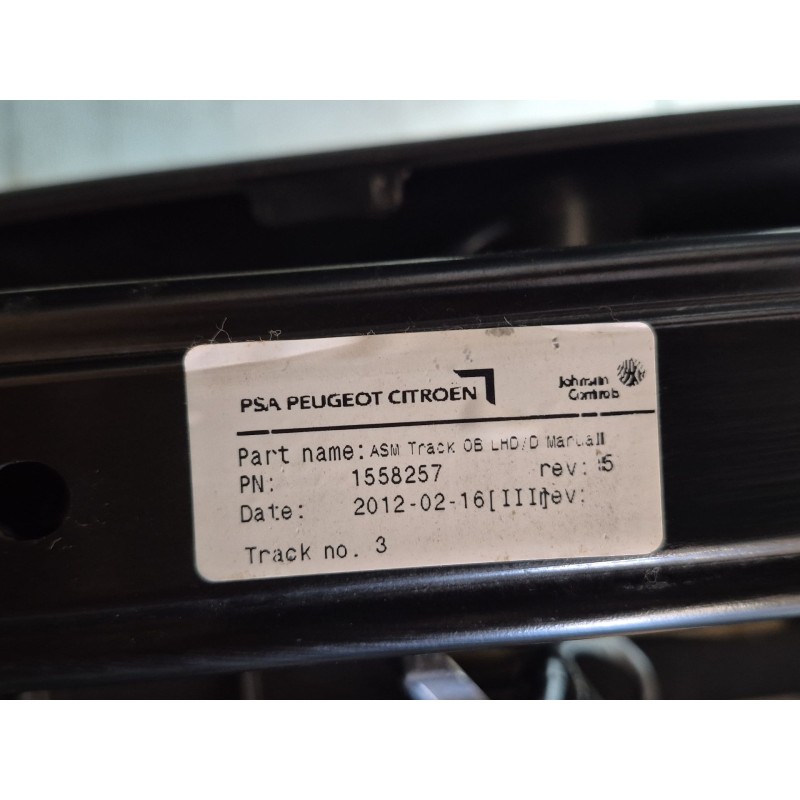 PSA PEUGEOT CITROËN
Johnson Controls
Part name: ASM Track OB LHD/D Manual
PN: 1558257 rev: 5
Date: 2012-02-16[III] rev:
Track no. 3